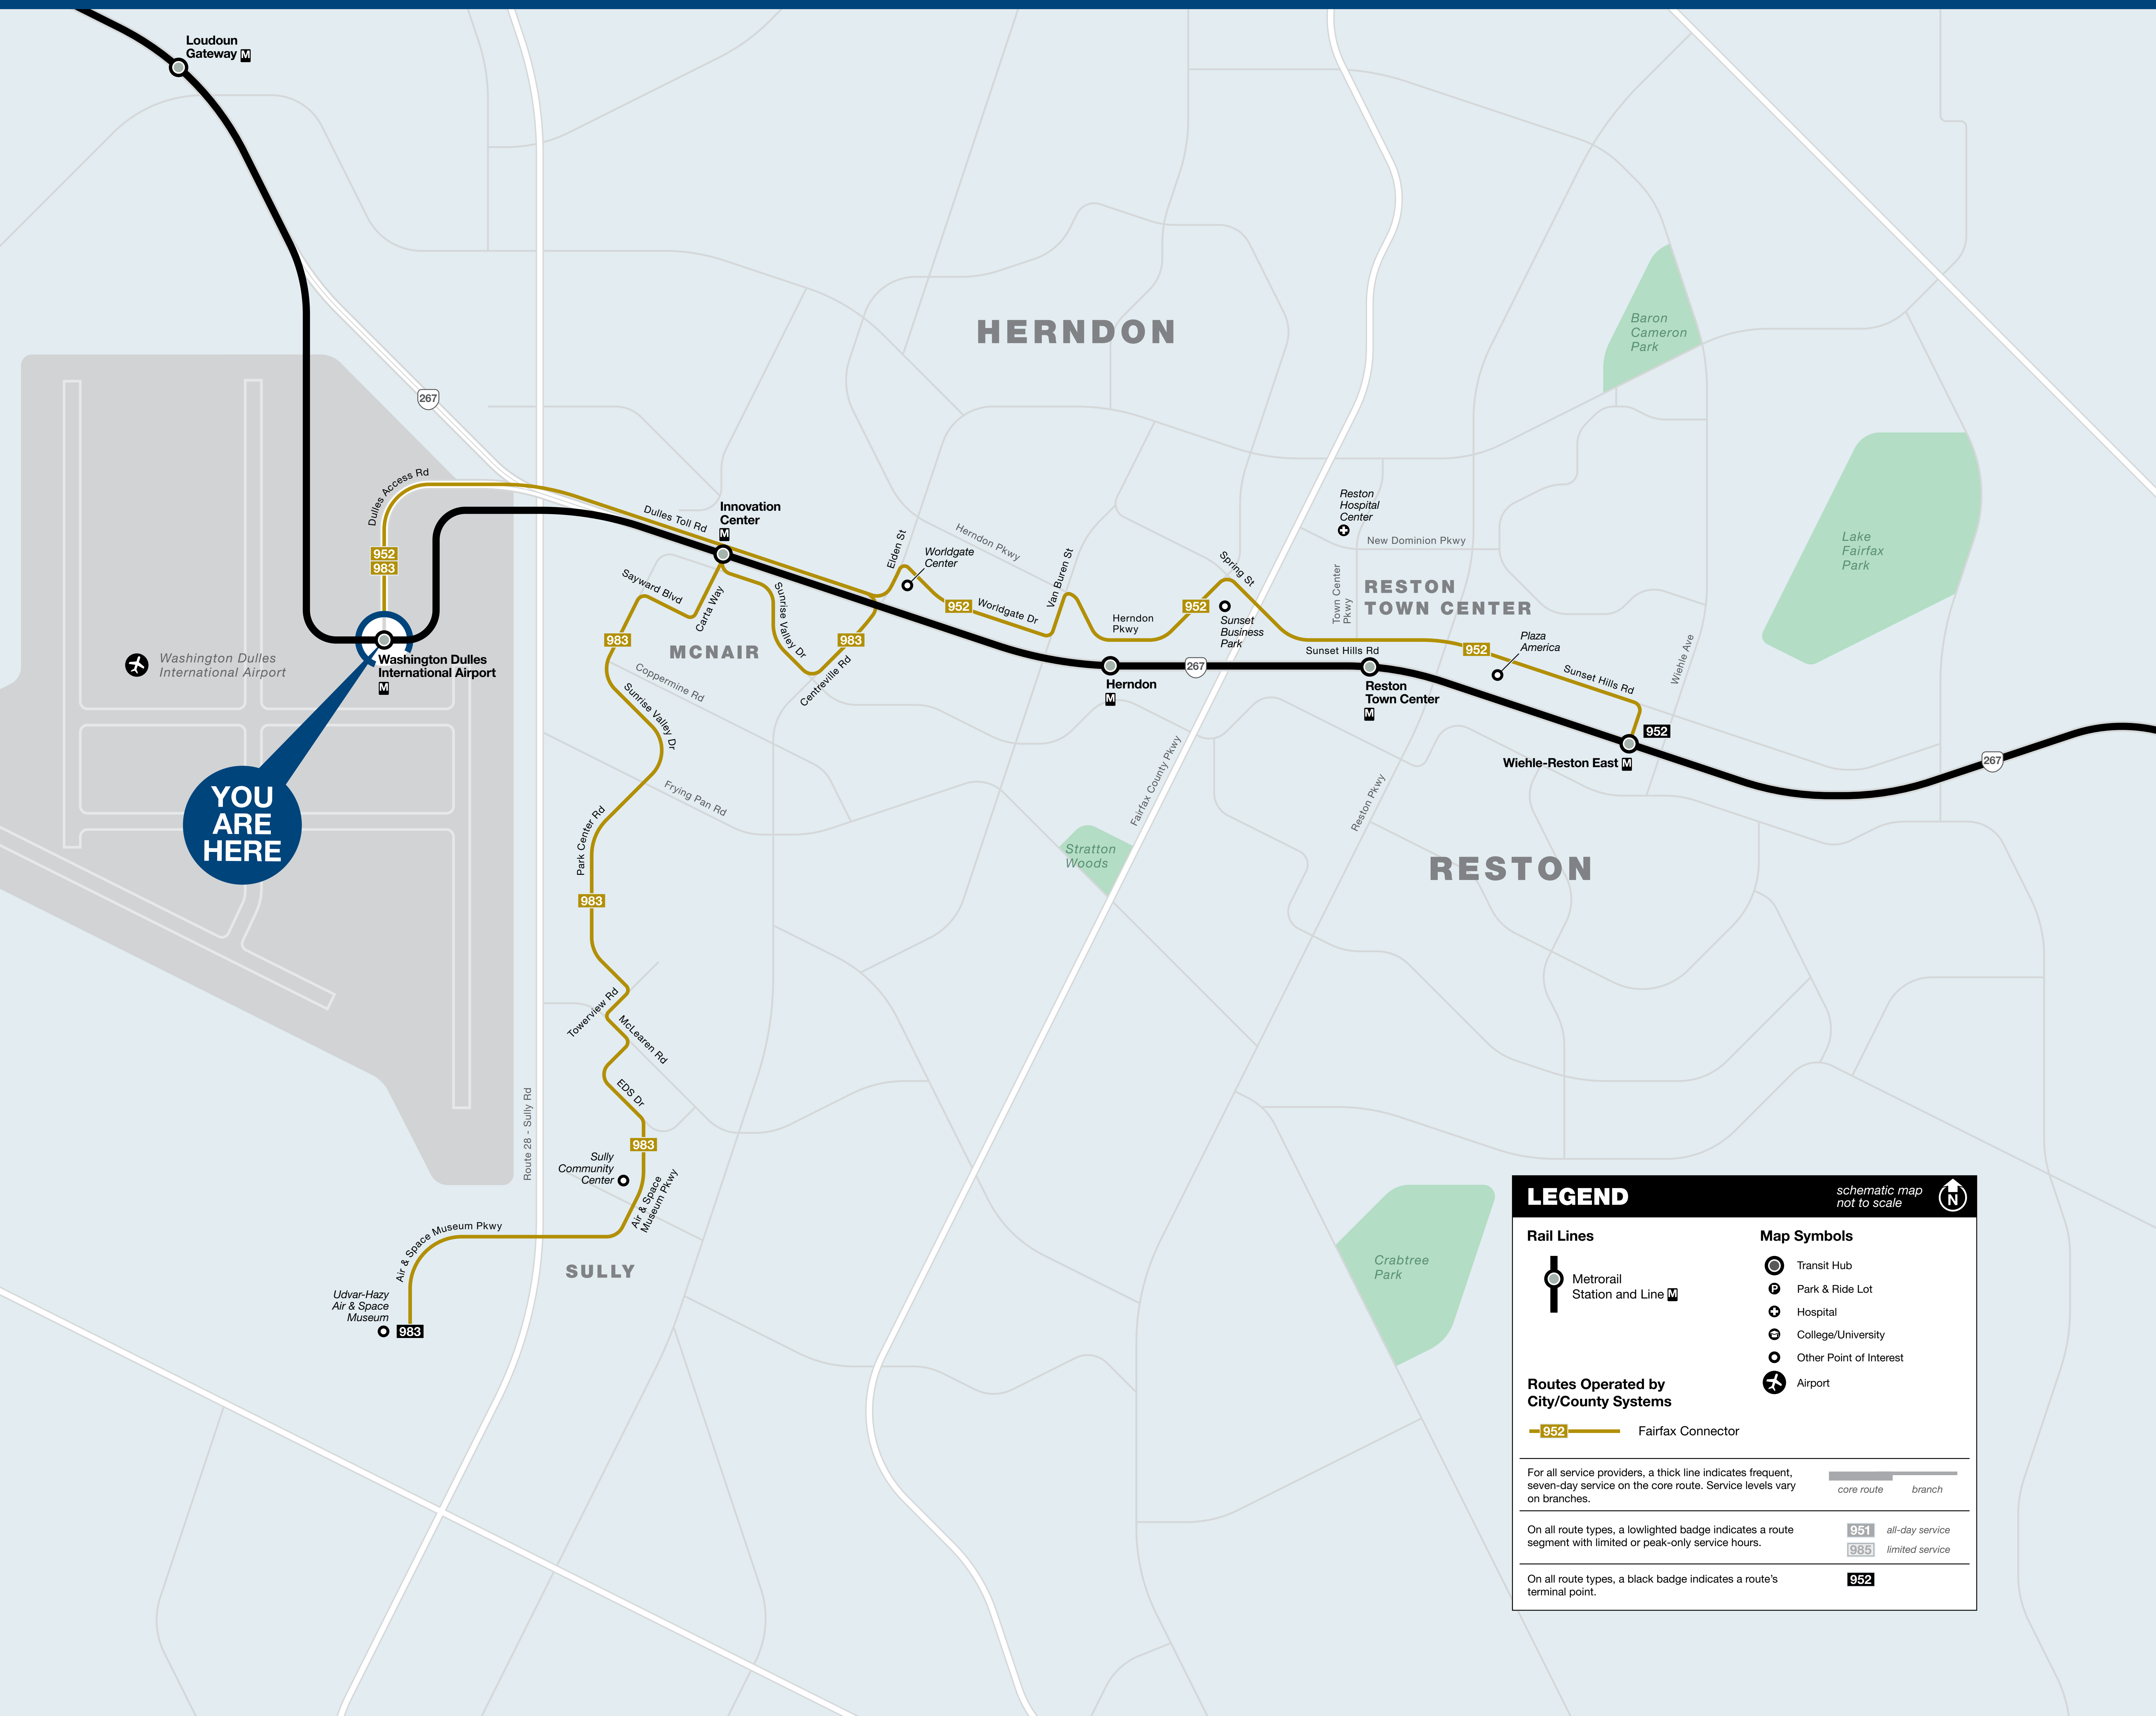 Loudoun
Gateway M
267
HERNDON
Baron
Cameron
Park
Lake
Fairfax
Park
Dulles Access Rd
952
983
Washington Dulles
International Airport
Washington Dulles
International Airport
M
YOU
ARE
HERE
Dulles Toll Rd
Innovation
Center
M
Sayward Blvd
Carta Way
Sunrise Valley Dr
983
983
Centreville Rd
MCNAIR
Coppermine Rd
Sunrise Valley Dr
Frying Pan Rd
Park Center Rd
983
Towerview Rd
McLearen Rd
EDS Dr
983
Sully
Community
Center
Air & Space
Museum Pkwy
Air & Space Museum Pkwy
Udvar-Hazy
Air & Space
Museum
983
SULLY
Route 28 - Sully Rd
Elden St
Worldgate
Center
Herndon Pkwy
952
Worldgate Dr
Van Buren St
Herndon
Pkwy
952
Spring St
Sunset
Business
Park
Herndon
M
267
Reston
Hospital
Center
New Dominion Pkwy
Town Center
Pkwy
RESTON
TOWN CENTER
Sunset Hills Rd
952
Plaza
America
Sunset Hills Rd
Wiehle Ave
Reston
Town Center
M
952
Wiehle-Reston East M
267
Fairfax County Pkwy
Reston Pkwy
Stratton
Woods
RESTON
Crabtree
Park
LEGEND
schematic map
not to scale
N
Rail Lines
Metrorail
Station and Line M
Map Symbols
Transit Hub
P Park & Ride Lot
Hospital
College/University
Other Point of Interest
Airport
Routes Operated by
City/County Systems
952 Fairfax Connector
For all service providers, a thick line indicates frequent,
seven-day service on the core route. Service levels vary
on branches.
core route branch
On all route types, a lowlighted badge indicates a route
segment with limited or peak-only service hours.
951 all-day service
985 limited service
On all route types, a black badge indicates a route's
terminal point.
952